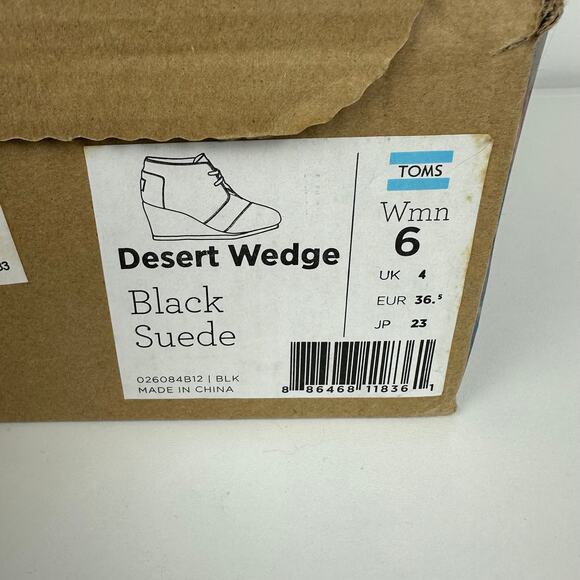 TOMS
Wmn
6
UK 4
EUR 36.5
JP 23
Desert Wedge
Black
Suede
026084B12 | BLK
MADE IN CHINA
8 86468 11836 1